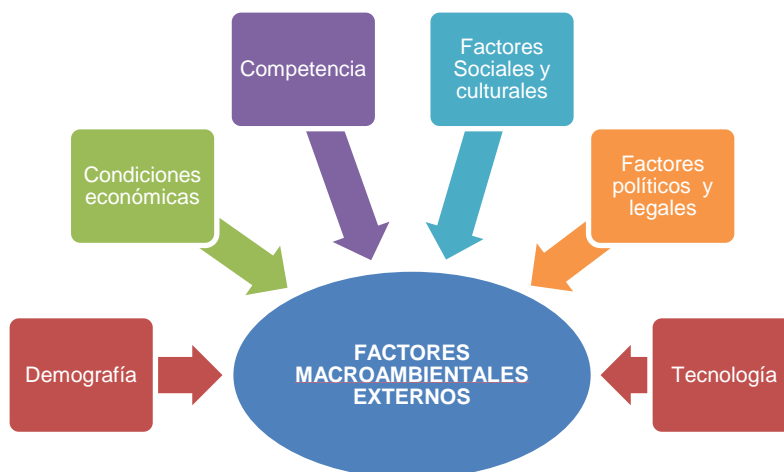 Competencia
Factores
Sociales y
culturales
Condiciones
económicas
Factores
políticos y
legales
Demografía
FACTORES
MACROAMBIENTALES
EXTERNOS
Tecnología